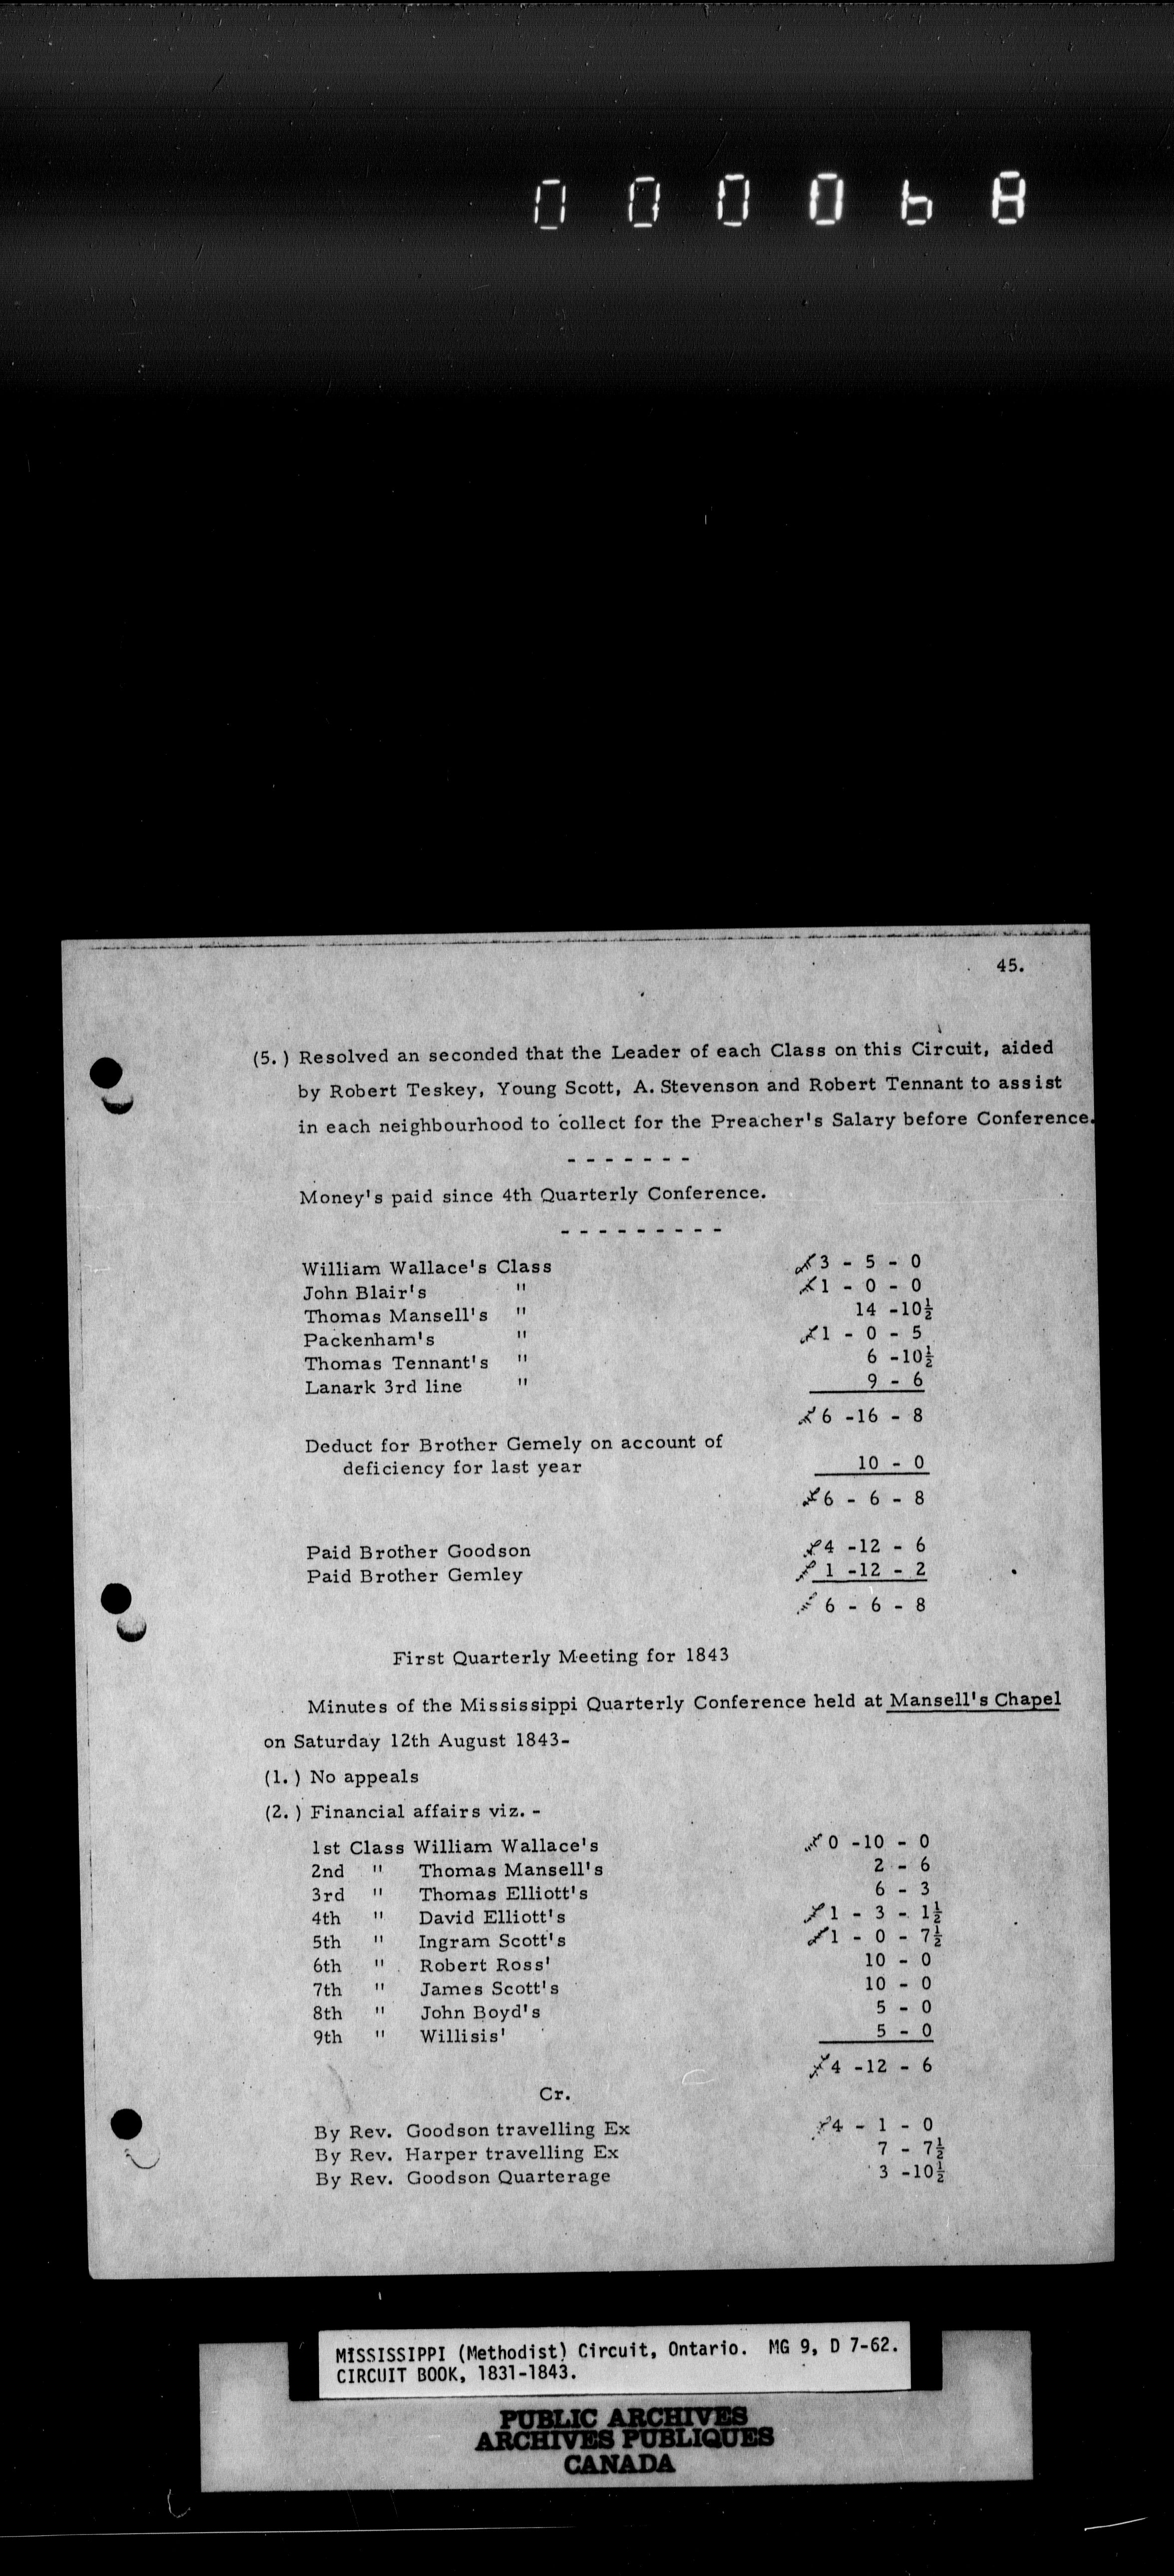 000068
45.
(5.) Resolved an seconded that the Leader of each Class on this Circuit, aided
by Robert Teskey, Young Scott, A. Stevenson and Robert Tennant to assist
in each neighbourhood to collect for the Preacher's Salary before Conference.
- - - - - - -
Money's paid since 4th Quarterly Conference.
- - - - - - - - -
William Wallace's Class £3 - 5 - 0
John Blair's " £1 - 0 - 0
Thomas Mansell's " 14 -10½
Packenham's " £1 - 0 - 5
Thomas Tennant's " 6 -10½
Lanark 3rd line " 9 - 6
£6 -16 - 8
Deduct for Brother Gemely on account of
deficiency for last year 10 - 0
£6 - 6 - 8
Paid Brother Goodson £4 -12 - 6
Paid Brother Gemley £1 -12 - 2
£6 - 6 - 8
First Quarterly Meeting for 1843
Minutes of the Mississippi Quarterly Conference held at Mansell's Chapel
on Saturday 12th August 1843-
(1.) No appeals
(2.) Financial affairs viz. -
1st Class William Wallace's £0 -10 - 0
2nd " Thomas Mansell's 2 - 6
3rd " Thomas Elliott's 6 - 3
4th " David Elliott's £1 - 3 - 1½
5th " Ingram Scott's £1 - 0 - 7½
6th " Robert Ross' 10 - 0
7th " James Scott's 10 - 0
8th " John Boyd's 5 - 0
9th " Willisis' 5 - 0
£4 -12 - 6
Cr.
By Rev. Goodson travelling Ex £4 - 1 - 0
By Rev. Harper travelling Ex 7 - 7½
By Rev. Goodson Quarterage 3 -10½
MISSISSIPPI (Methodist) Circuit, Ontario. MG 9, D 7-62.
CIRCUIT BOOK, 1831-1843.
PUBLIC ARCHIVES
ARCHIVES PUBLIQUES
CANADA